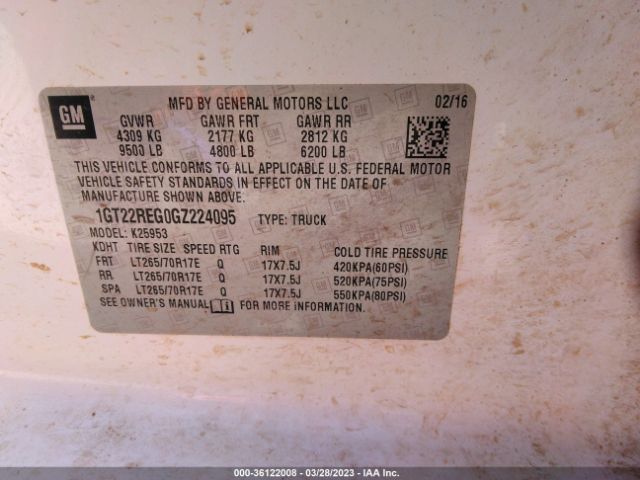 GM
MFD BY GENERAL MOTORS LLC 02/16
GVWR GAWR FRT GAWR RR
4309 KG 2177 KG 2812 KG
9500 LB 4800 LB 6200 LB
THIS VEHICLE CONFORMS TO ALL APPLICABLE U.S. FEDERAL MOTOR
VEHICLE SAFETY STANDARDS IN EFFECT ON THE DATE OF
MANUFACTURE SHOWN ABOVE.
1GT22REG0GZ224095 TYPE: TRUCK
MODEL: K25953
KDHT TIRE SIZE SPEED RTG RIM COLD TIRE PRESSURE
FRT LT265/70R17E Q 17X7.5J 420KPA(60PSI)
RR LT265/70R17E Q 17X7.5J 520KPA(75PSI)
SPA LT265/70R17E Q 17X7.5J 550KPA(80PSI)
SEE OWNER'S MANUAL FOR MORE INFORMATION.
000-36122008 - 03/28/2023 - IAA Inc.